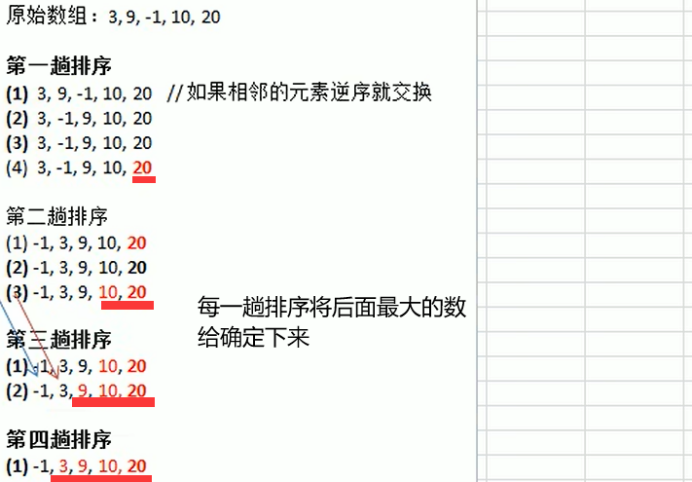 原始数组：3, 9, -1, 10, 20
第一趟排序
(1) 3, 9, -1, 10, 20 //如果相邻的元素逆序就交换
(2) 3, -1, 9, 10, 20
(3) 3, -1, 9, 10, 20
(4) 3, -1, 9, 10, 20
第二趟排序
(1) -1, 3, 9, 10, 20
(2) -1, 3, 9, 10, 20
(3) -1, 3, 9, 10, 20
每一趟排序将后面最大的数
给确定下来
第三趟排序
(1) -1, 3, 9, 10, 20
(2) -1, 3, 9, 10, 20
第四趟排序
(1) -1, 3, 9, 10, 20